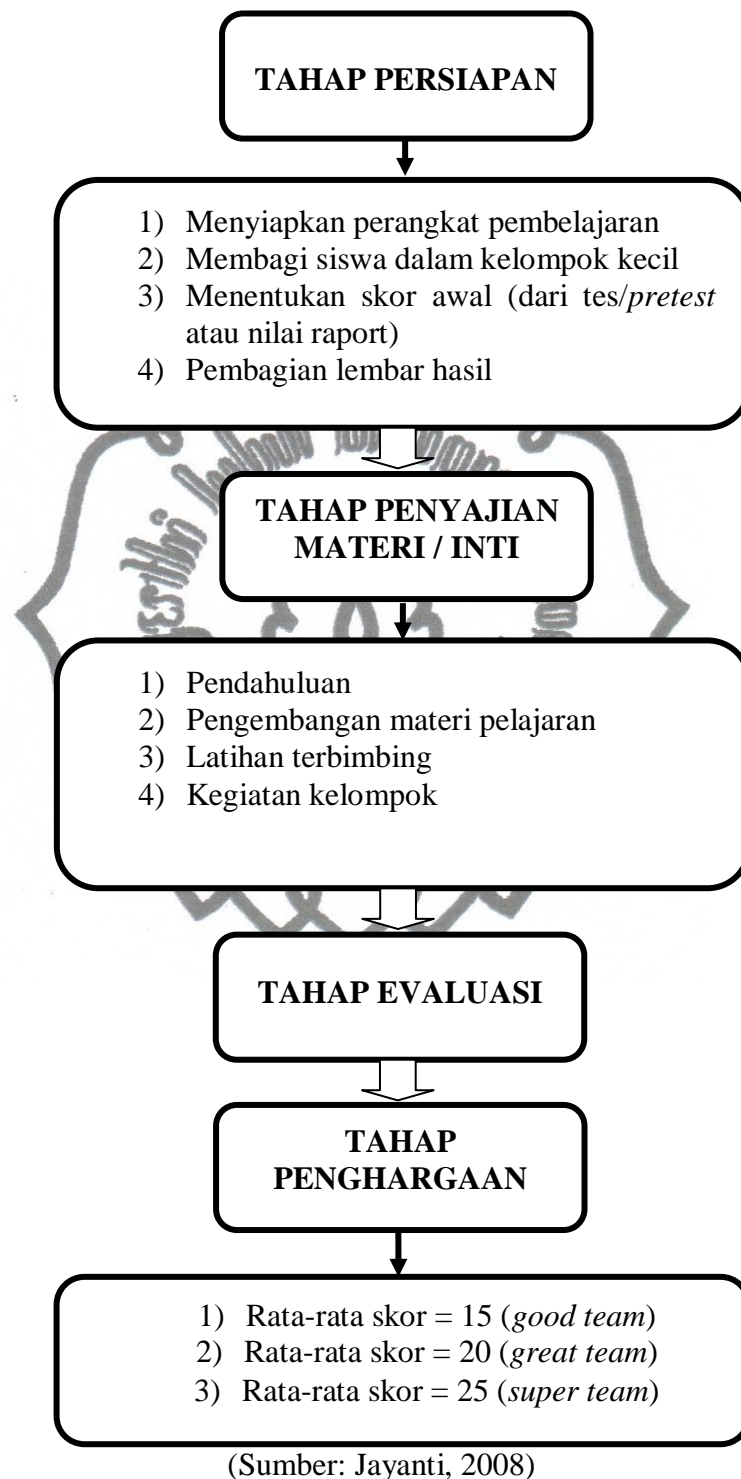 TAHAP PERSIAPAN
1) Menyiapkan perangkat pembelajaran
2) Membagi siswa dalam kelompok kecil
3) Menentukan skor awal (dari tes/pretest
atau nilai raport)
4) Pembagian lembar hasil
TAHAP PENYAJIAN
MATERI / INTI
1) Pendahuluan
2) Pengembangan materi pelajaran
3) Latihan terbimbing
4) Kegiatan kelompok
TAHAP EVALUASI
TAHAP
PENGHARGAAN
1) Rata-rata skor = 15 (good team)
2) Rata-rata skor = 20 (great team)
3) Rata-rata skor = 25 (super team)
(Sumber: Jayanti, 2008)